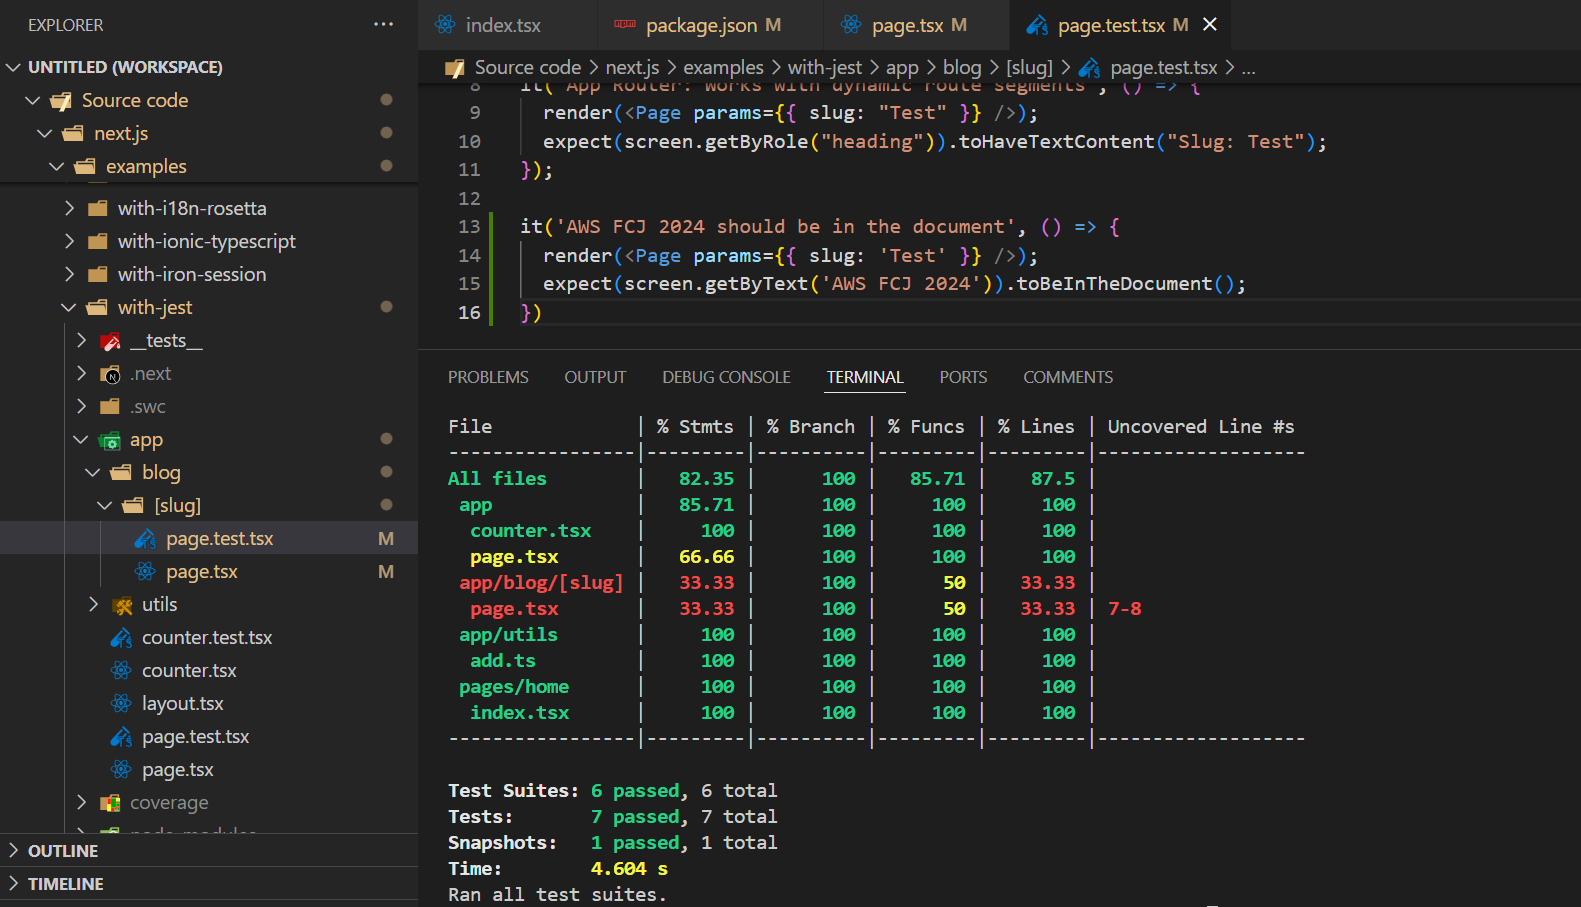 EXPLORER
···
index.tsx
package.json M
page.tsx M
page.test.tsx M
UNTITLED (WORKSPACE)
Source code
next.js
examples
with-i18n-rosetta
with-ionic-typescript
with-iron-session
with-jest
__tests__
.next
.swc
app
blog
[slug]
page.test.tsx M
page.tsx M
utils
counter.test.tsx
counter.tsx
layout.tsx
page.test.tsx
page.tsx
coverage
node_modules
OUTLINE
TIMELINE
Source code > next.js > examples > with-jest > app > blog > [slug] > page.test.tsx > ...
8 it("App Router: Works with dynamic route segments", () => {
9 render(<Page params={{ slug: "Test" }} />);
10 expect(screen.getByRole("heading")).toHaveTextContent("Slug: Test");
11 });
12
13 it('AWS FCJ 2024 should be in the document', () => {
14 render(<Page params={{ slug: 'Test' }} />);
15 expect(screen.getByText('AWS FCJ 2024')).toBeInTheDocument();
16 })
PROBLEMS OUTPUT DEBUG CONSOLE TERMINAL PORTS COMMENTS
File | % Stmts | % Branch | % Funcs | % Lines | Uncovered Line #s
-----------------|---------|----------|---------|---------|-------------------
All files | 82.35 | 100 | 85.71 | 87.5 |
app | 85.71 | 100 | 100 | 100 |
counter.tsx | 100 | 100 | 100 | 100 |
page.tsx | 66.66 | 100 | 100 | 100 |
app/blog/[slug] | 33.33 | 100 | 50 | 33.33 |
page.tsx | 33.33 | 100 | 50 | 33.33 | 7-8
app/utils | 100 | 100 | 100 | 100 |
add.ts | 100 | 100 | 100 | 100 |
pages/home | 100 | 100 | 100 | 100 |
index.tsx | 100 | 100 | 100 | 100 |
-----------------|---------|----------|---------|---------|-------------------
Test Suites: 6 passed, 6 total
Tests: 7 passed, 7 total
Snapshots: 1 passed, 1 total
Time: 4.604 s
Ran all test suites.